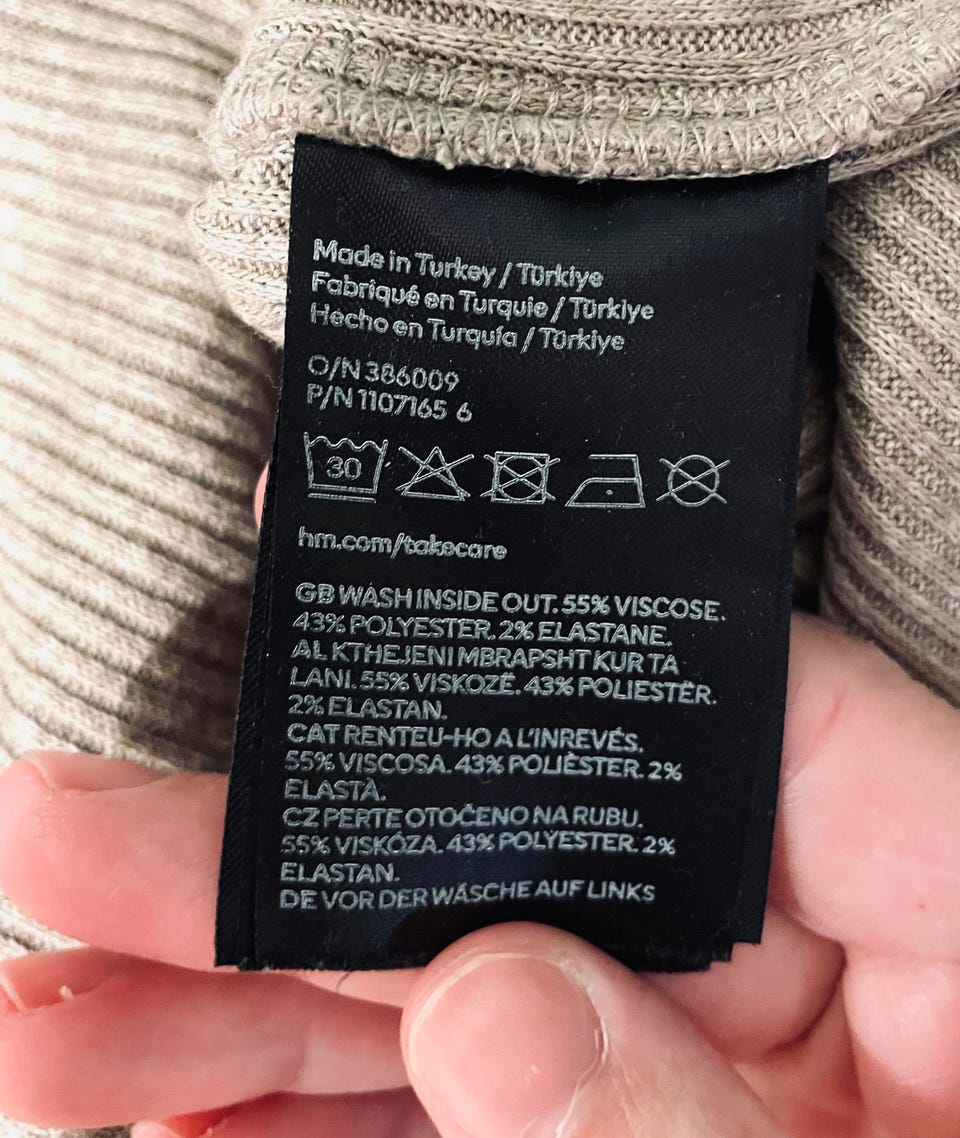 Made in Turkey / Türkiye
Fabriqué en Turquie / Türkiye
Hecho en Turquía / Türkiye
O/N 386009
P/N 1107165 6
30
hm.com/takecare
GB WASH INSIDE OUT. 55% VISCOSE.
43% POLYESTER. 2% ELASTANE.
AL KTHEJENI MBRAPSHT KUR TA
LANI. 55% VISKOZË. 43% POLIESTËR.
2% ELASTAN.
CAT RENTEU-HO A L'INREVÉS.
55% VISCOSA. 43% POLIÈSTER. 2%
ELASTÀ.
CZ PERTE OTOČENO NA RUBU.
55% VISKÓZA. 43% POLYESTER. 2%
ELASTAN.
DE VOR DER WÄSCHE AUF LINKS